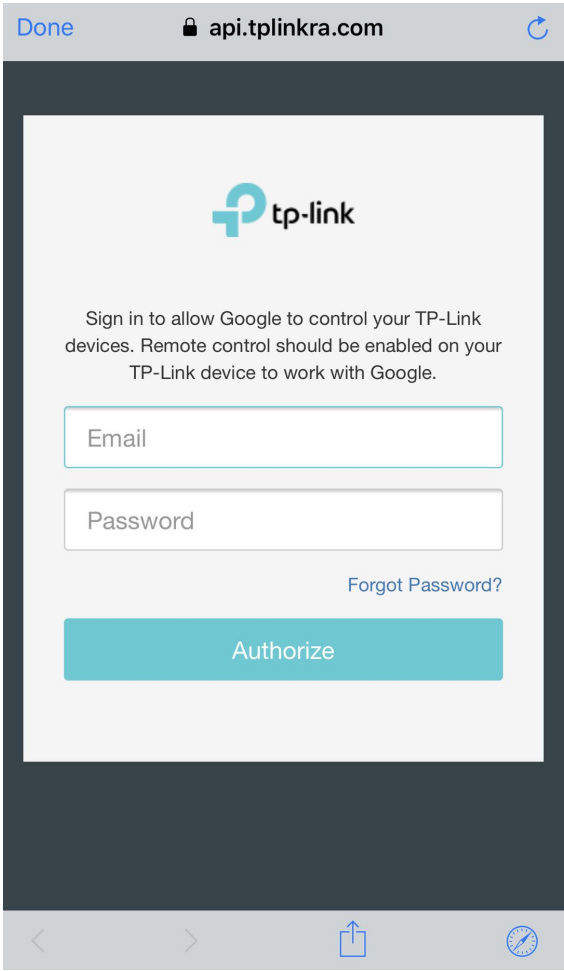 Done
api.tplinkra.com
tp-link
Sign in to allow Google to control your TP-Link
devices. Remote control should be enabled on your
TP-Link device to work with Google.
Email
Password
Forgot Password?
Authorize